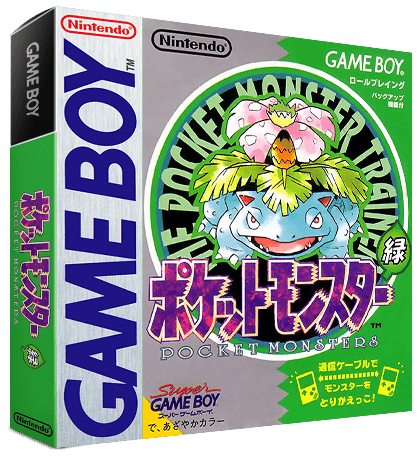 GAME BOY
ポケットモンスター
POCKET MONSTERS
緑
Nintendo
Nintendo
GAME BOY
TM
Nintendo
GAME BOY
ロールプレイング
バックアップ
機能付
THE POCKET MONSTER TRAINER
緑
ポケットモンスター
TM
POCKET MONSTERS
Super
GAME BOY
スーパーゲームボーイ
で、あざやかカラー
通信ケーブルで
モンスターを
とりかえっこ!